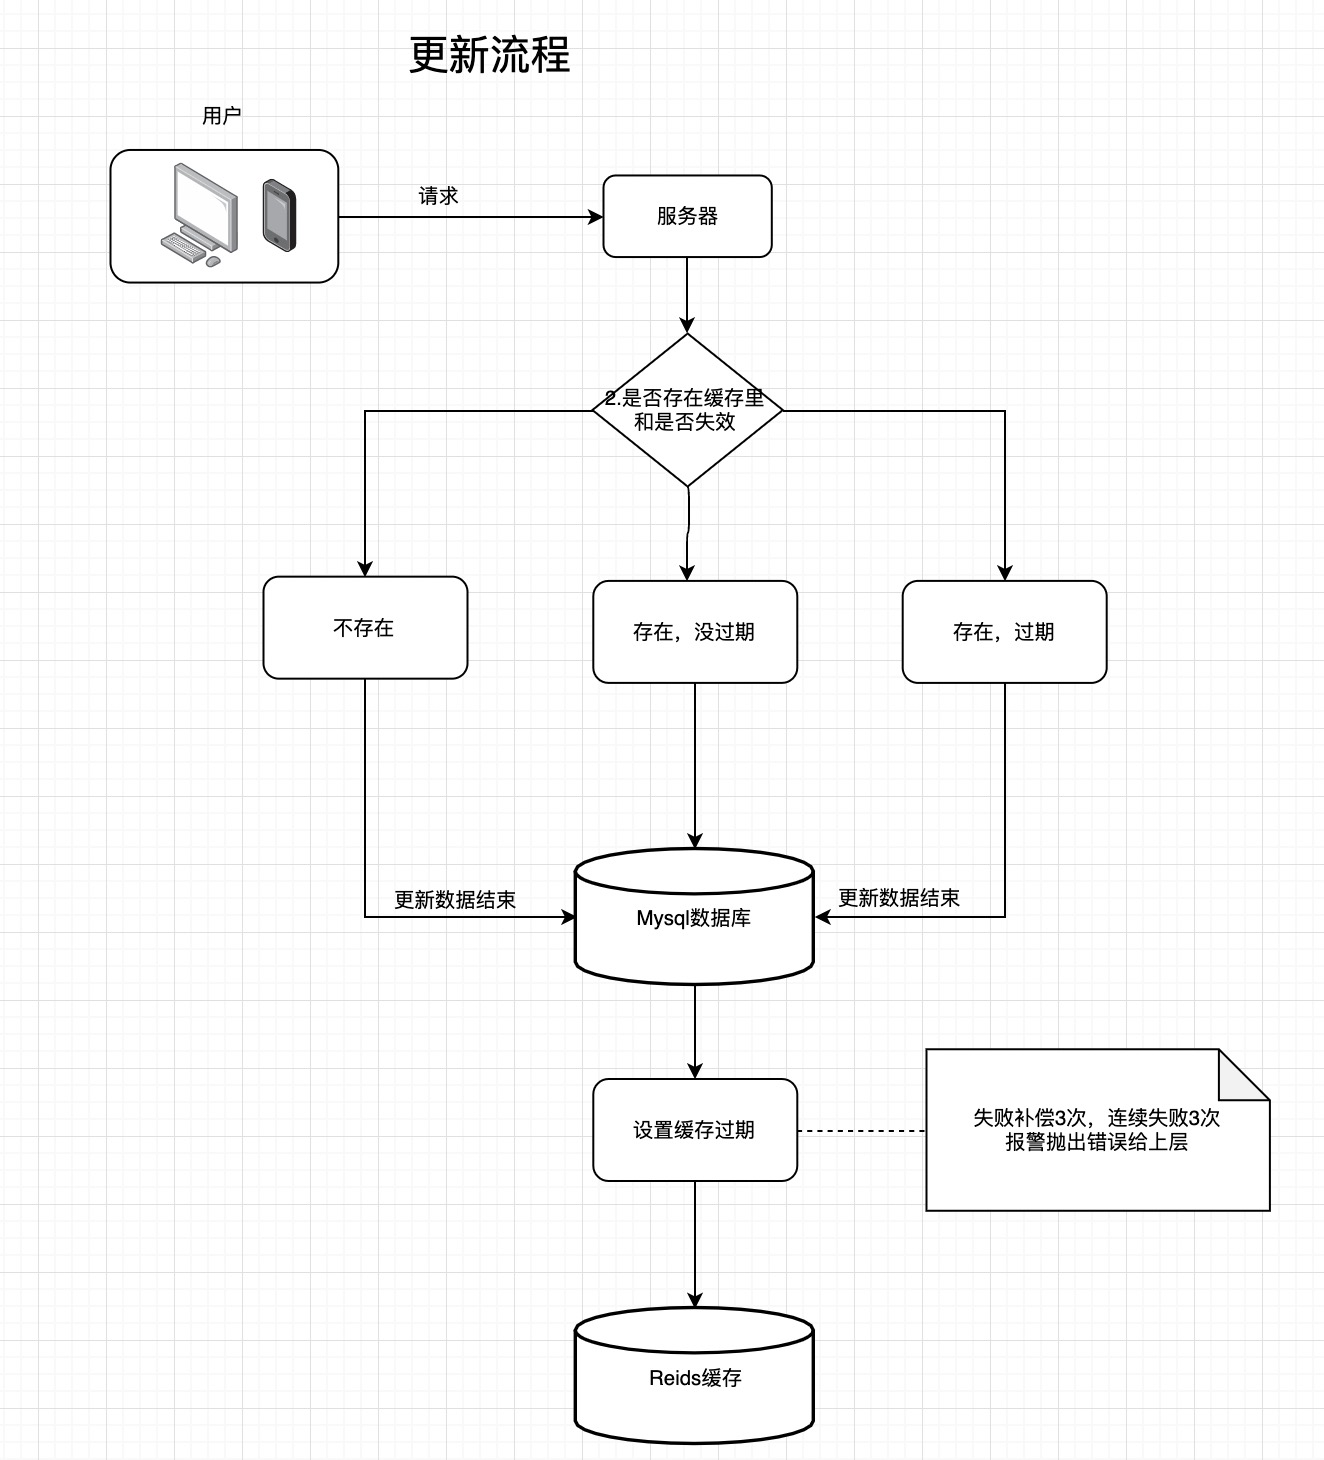 更新流程
用户
请求
服务器
2.是否存在缓存里
和是否失效
不存在
存在，没过期
存在，过期
更新数据结束
更新数据结束
Mysql数据库
设置缓存过期
失败补偿3次，连续失败3次
报警抛出错误给上层
Reids缓存